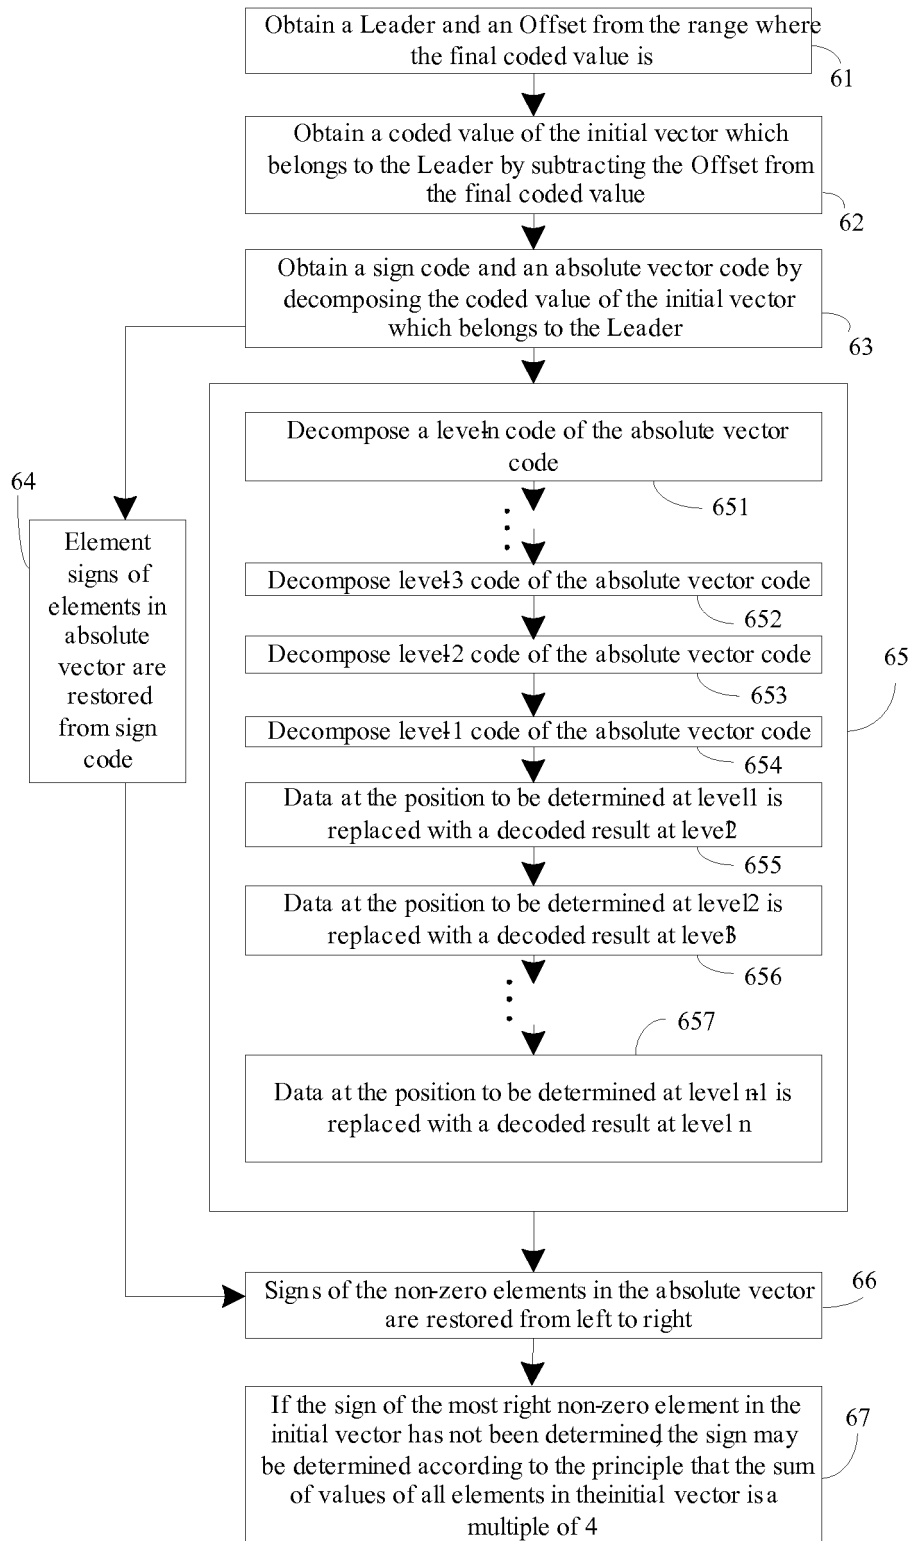 Obtain a Leader and an Offset from the range where
the final coded value is
61
Obtain a coded value of the initial vector which
belongs to the Leader by subtracting the Offset from
the final coded value
62
Obtain a sign code and an absolute vector code by
decomposing the coded value of the initial vector
which belongs to the Leader
63
64
Element
signs of
elements in
absolute
vector are
restored
from sign
code
Decompose a level-n code of the absolute vector
code
651
Decompose level-3 code of the absolute vector code
652
Decompose level-2 code of the absolute vector code
653
65
Decompose level-1 code of the absolute vector code
654
Data at the position to be determined at level1 is
replaced with a decoded result at level2
655
Data at the position to be determined at level2 is
replaced with a decoded result at level3
656
657
Data at the position to be determined at level n-1 is
replaced with a decoded result at level n
Signs of the non-zero elements in the absolute vector
are restored from left to right
66
If the sign of the most right non-zero element in the
initial vector has not been determined, the sign may
be determined according to the principle that the sum
of values of all elements in theinitial vector is a
multiple of 4
67